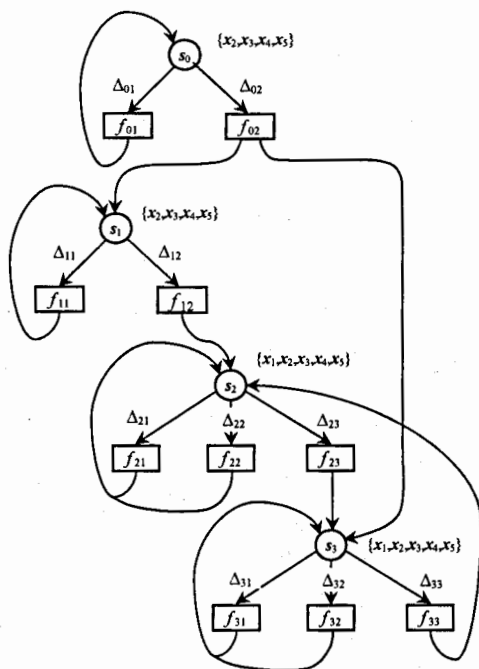 s₀ {x₂,x₃,x₄,x₅}
Δ₀₁ Δ₀₂
f₀₁ f₀₂
s₁ {x₂,x₃,x₄,x₅}
Δ₁₁ Δ₁₂
f₁₁ f₁₂
s₂ {x₁,x₂,x₃,x₄,x₅}
Δ₂₁ Δ₂₂ Δ₂₃
f₂₁ f₂₂ f₂₃
s₃ {x₁,x₂,x₃,x₄,x₅}
Δ₃₁ Δ₃₂ Δ₃₃
f₃₁ f₃₂ f₃₃